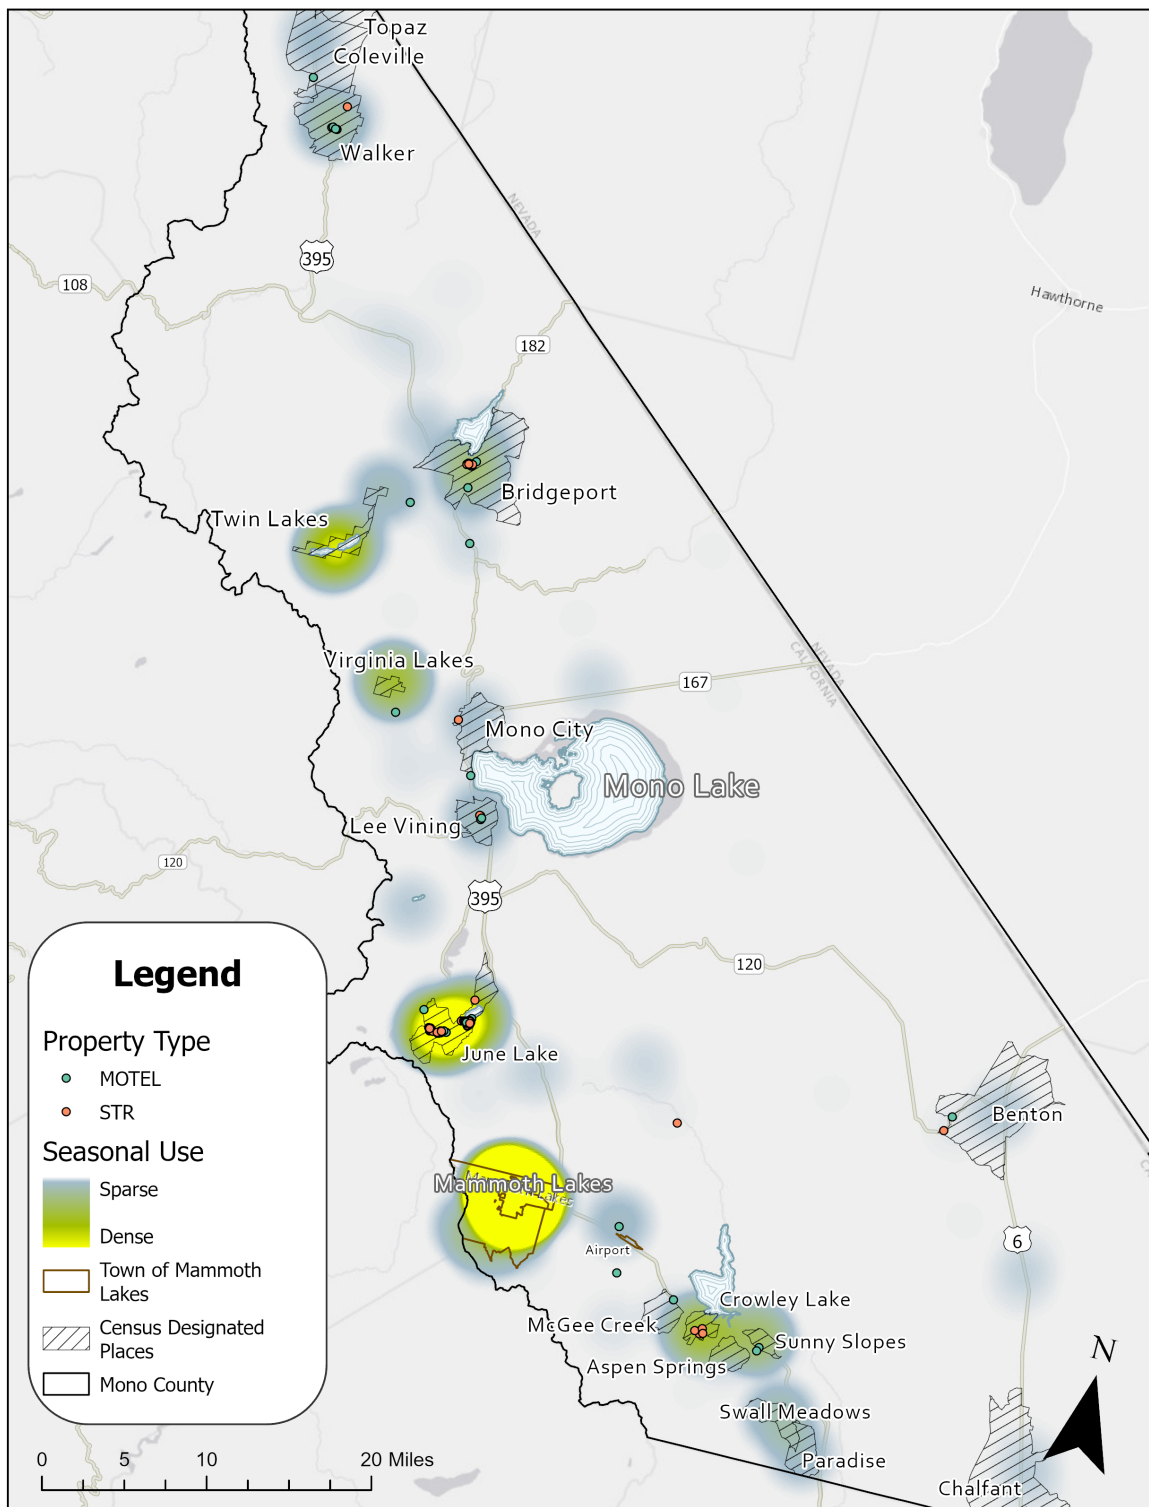 Topaz
Coleville
Walker
NEVADA
395
108
Hawthorne
182
Bridgeport
Twin Lakes
NEVADA
CALIFORNIA
Virginia Lakes
167
Mono City
Mono Lake
Lee Vining
120
395
120
June Lake
Benton
Mammoth Lakes
6
Airport
Crowley Lake
McGee Creek
Sunny Slopes
Aspen Springs
Swall Meadows
Paradise
Chalfant
N
Legend
Property Type
MOTEL
STR
Seasonal Use
Sparse
Dense
Town of Mammoth
Lakes
Census Designated
Places
Mono County
0 5 10 20 Miles